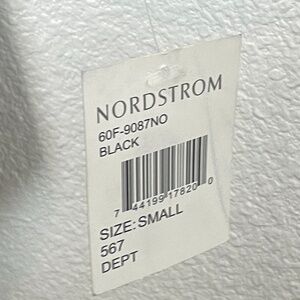 NORDSTROM
60F-9087NO
BLACK
7 44199 17820 0
SIZE: SMALL
567
DEPT